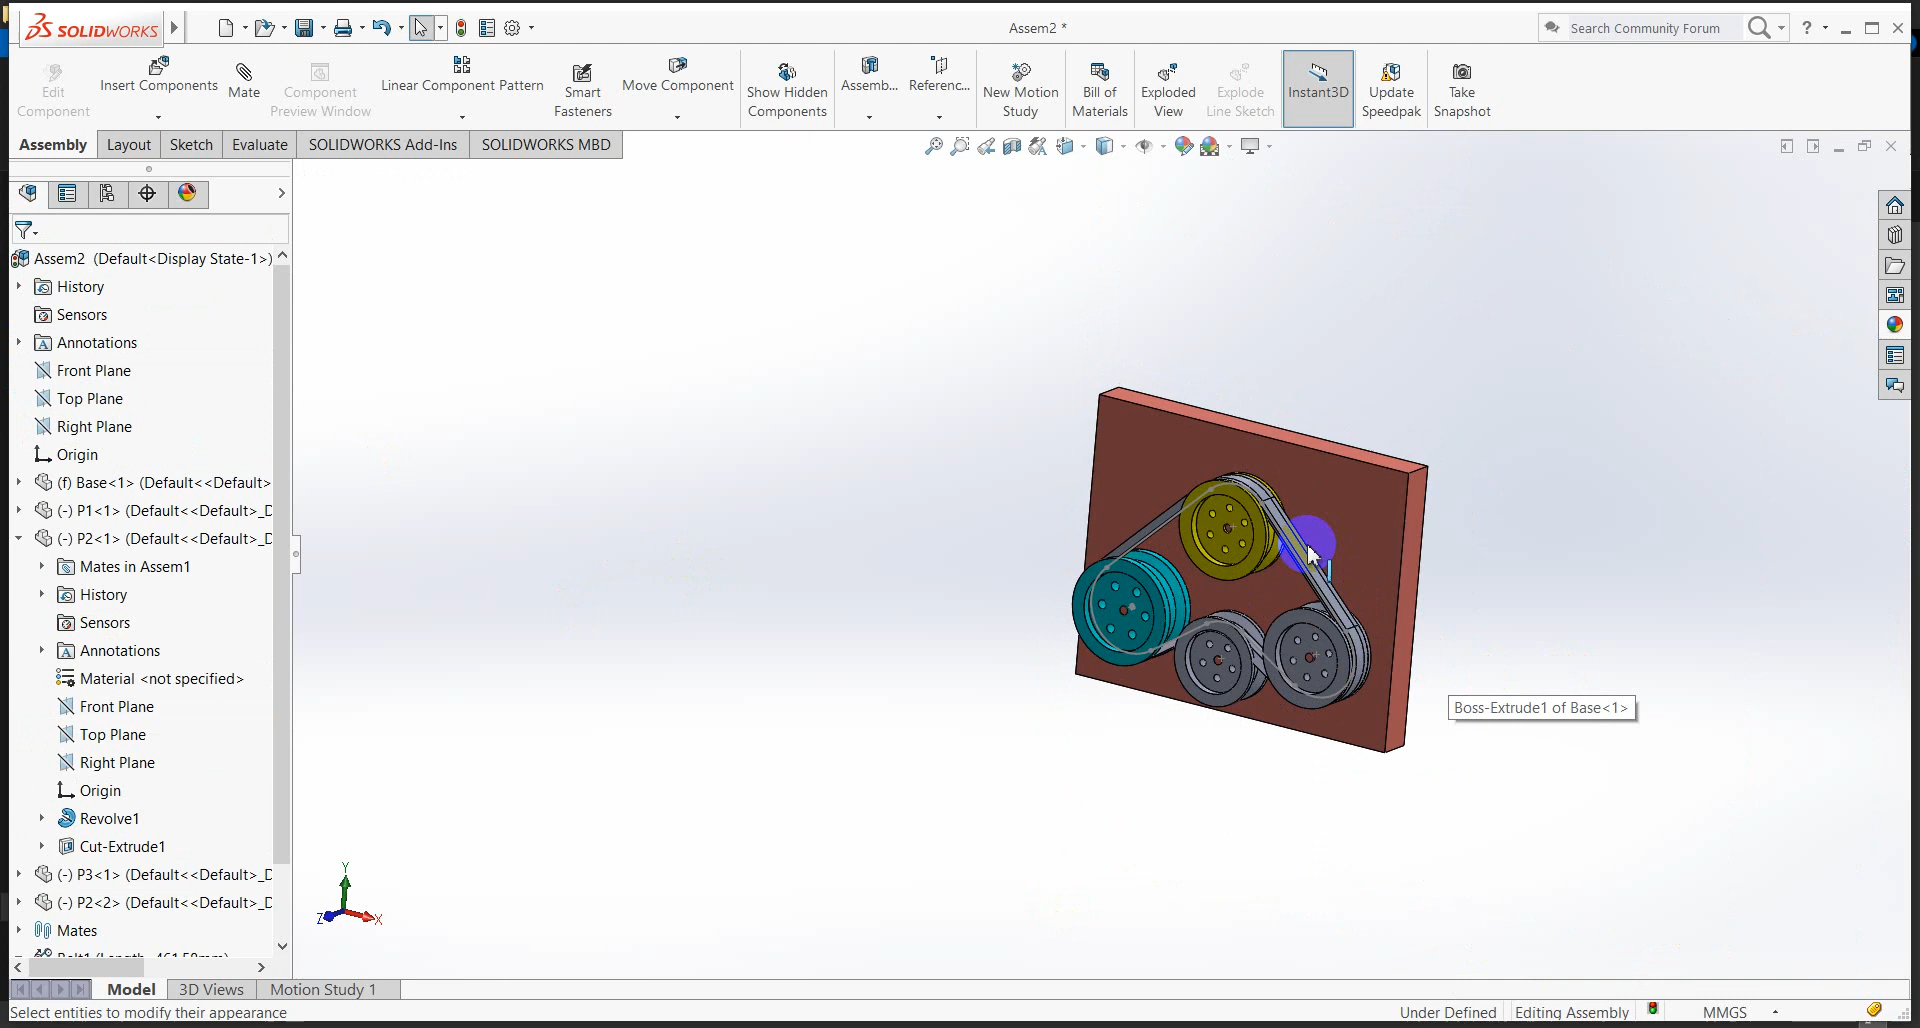 SOLIDWORKS
Assem2 *
Search Community Forum
?
Edit Component
Insert Components
Mate
Component Preview Window
Linear Component Pattern
Smart Fasteners
Move Component
Show Hidden Components
Assemb...
Referenc...
New Motion Study
Bill of Materials
Exploded View
Explode Line Sketch
Instant3D
Update Speedpak
Take Snapshot
Assembly
Layout
Sketch
Evaluate
SOLIDWORKS Add-Ins
SOLIDWORKS MBD
Assem2 (Default<Display State-1>)
History
Sensors
Annotations
Front Plane
Top Plane
Right Plane
Origin
(f) Base<1> (Default<<Default>
(-) P1<1> (Default<<Default>_D
(-) P2<1> (Default<<Default>_D
Mates in Assem1
History
Sensors
Annotations
Material <not specified>
Front Plane
Top Plane
Right Plane
Origin
Revolve1
Cut-Extrude1
(-) P3<1> (Default<<Default>_D
(-) P2<2> (Default<<Default>_D
Mates
Boss-Extrude1 of Base<1>
Y
Z
X
Model
3D Views
Motion Study 1
Select entities to modify their appearance
Under Defined
Editing Assembly
MMGS